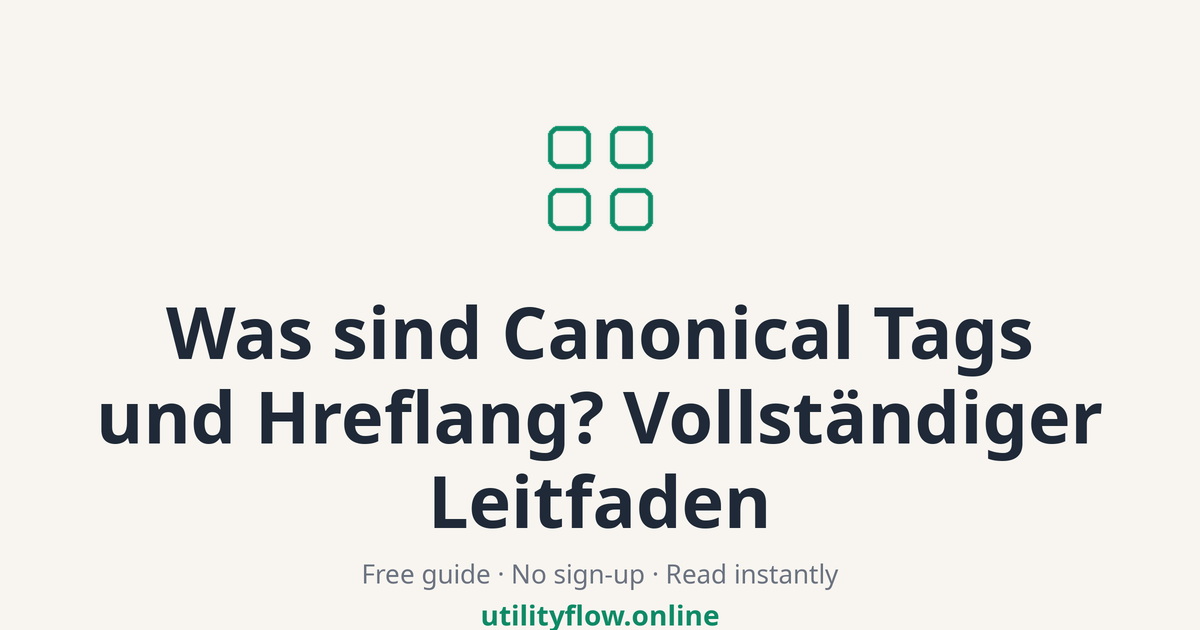 Was sind Canonical Tags
und Hreflang? Vollständiger
Leitfaden
Free guide · No sign-up · Read instantly
utilityflow.online